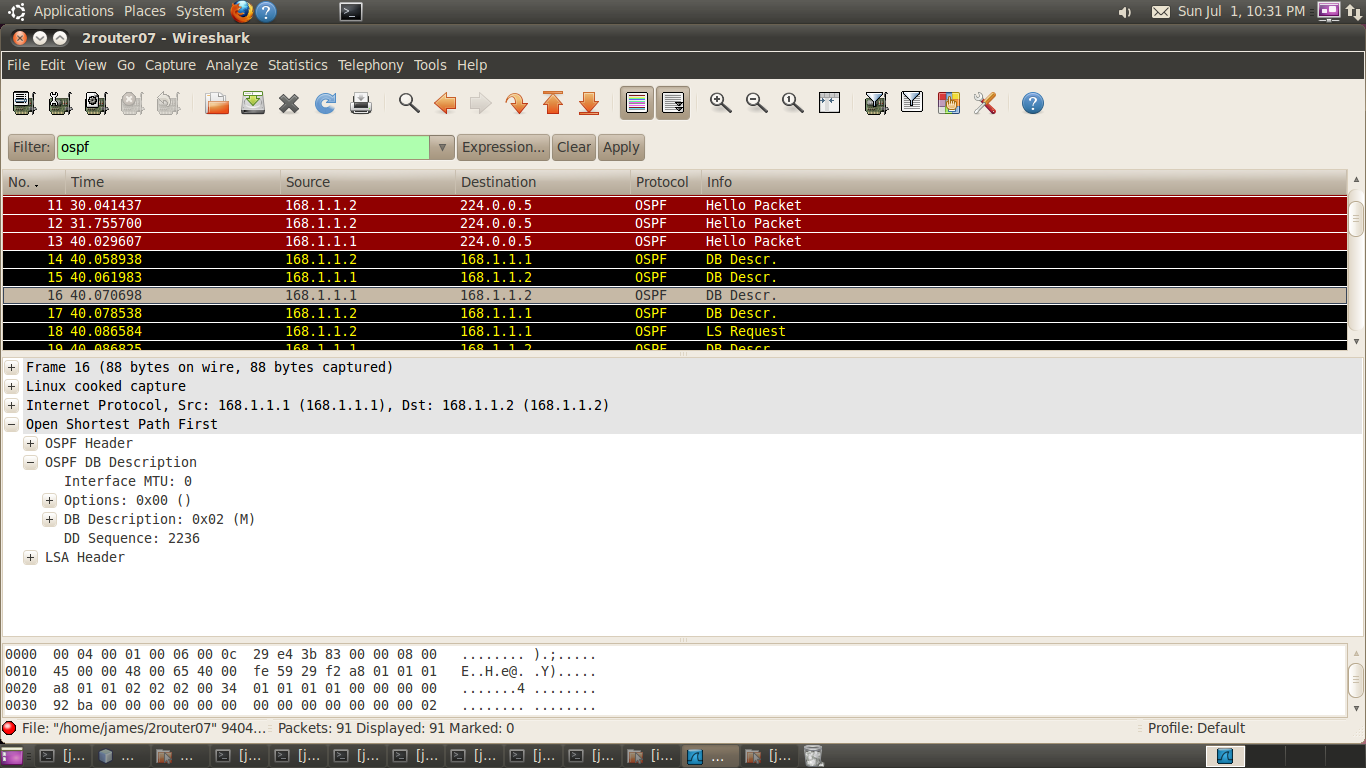 Applications Places System Sun Jul 1, 10:31 PM
2router07 - Wireshark
File Edit View Go Capture Analyze Statistics Telephony Tools Help
Filter: ospf Expression... Clear Apply
No. Time Source Destination Protocol Info
11 30.041437 168.1.1.2 224.0.0.5 OSPF Hello Packet
12 31.755700 168.1.1.2 224.0.0.5 OSPF Hello Packet
13 40.029607 168.1.1.1 224.0.0.5 OSPF Hello Packet
14 40.058938 168.1.1.2 168.1.1.1 OSPF DB Descr.
15 40.061983 168.1.1.1 168.1.1.2 OSPF DB Descr.
16 40.070698 168.1.1.1 168.1.1.2 OSPF DB Descr.
17 40.078538 168.1.1.2 168.1.1.1 OSPF DB Descr.
18 40.086584 168.1.1.2 168.1.1.1 OSPF LS Request
19 40.086825 168.1.1.1 168.1.1.2 OSPF DB Descr.
Frame 16 (88 bytes on wire, 88 bytes captured)
Linux cooked capture
Internet Protocol, Src: 168.1.1.1 (168.1.1.1), Dst: 168.1.1.2 (168.1.1.2)
Open Shortest Path First
OSPF Header
OSPF DB Description
Interface MTU: 0
Options: 0x00 ()
DB Description: 0x02 (M)
DD Sequence: 2236
LSA Header
0000 00 04 00 01 00 06 00 0c 29 e4 3b 83 00 00 08 00 ........ ).;.....
0010 45 00 00 48 00 65 40 00 fe 59 29 f2 a8 01 01 01 E..H.e@. .Y).....
0020 a8 01 01 02 02 02 00 34 01 01 01 01 00 00 00 00 .......4 ........
0030 92 ba 00 00 00 00 00 00 00 00 00 00 00 00 00 02 ........ ........
File: "/home/james/2router07" 9404... Packets: 91 Displayed: 91 Marked: 0 Profile: Default
[j... ... ... [j... [j... [j... [j... [j... [j... [j... [i... ... [j...